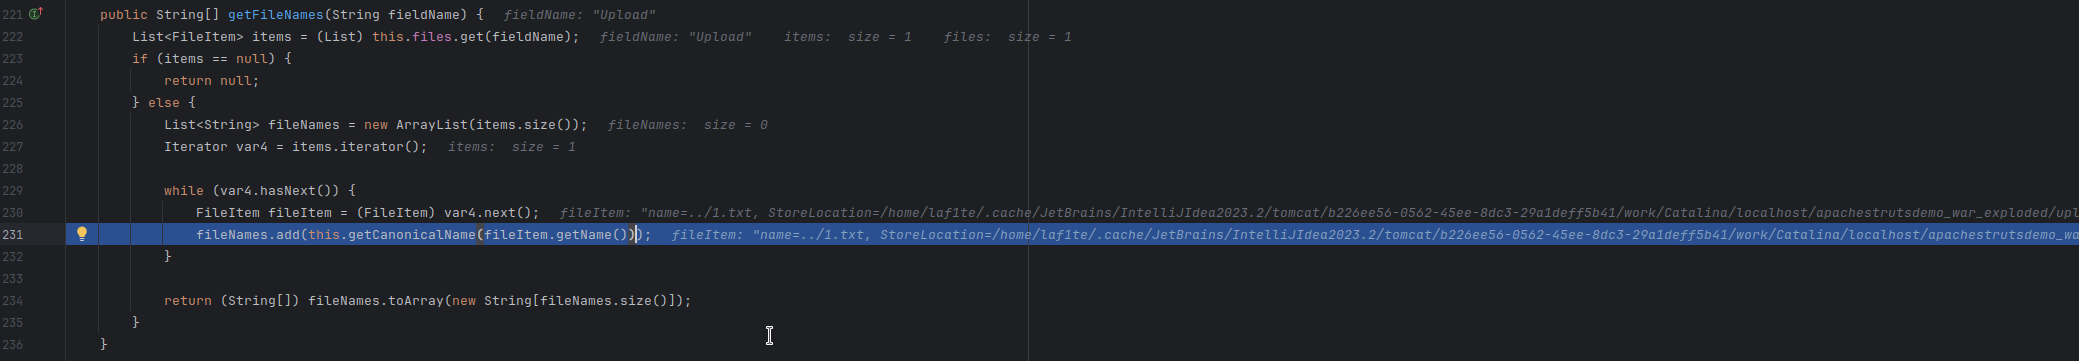 221 public String[] getFileNames(String fieldName) { fieldName: "Upload"
222 List<FileItem> items = (List) this.files.get(fieldName); fieldName: "Upload" items: size = 1 files: size = 1
223 if (items == null) {
224 return null;
225 } else {
226 List<String> fileNames = new ArrayList(items.size()); fileNames: size = 0
227 Iterator var4 = items.iterator(); items: size = 1
228
229 while (var4.hasNext()) {
230 FileItem fileItem = (FileItem) var4.next(); fileItem: "name=../1.txt, StoreLocation=/home/laf1te/.cache/JetBrains/IntelliJIdea2023.2/tomcat/b226ee56-0562-45ee-8dc3-29a1deff5b41/work/Catalina/localhost/apachestrutsdemo_war_exploded/upl
231 fileNames.add(this.getCanonicalName(fileItem.getName())); fileItem: "name=../1.txt, StoreLocation=/home/laf1te/.cache/JetBrains/IntelliJIdea2023.2/tomcat/b226ee56-0562-45ee-8dc3-29a1deff5b41/work/Catalina/localhost/apachestrutsdemo_wa
232 }
233
234 return (String[]) fileNames.toArray(new String[fileNames.size()]);
235 }
236 }